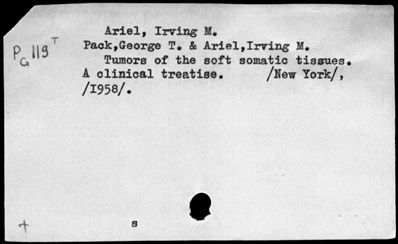 Ariel, Irving M.
PG 119 T
Pack,George T. & Ariel,Irving M.
Tumors of the soft somatic tissues.
A clinical treatise. /New York/,
/1958/.
+ s